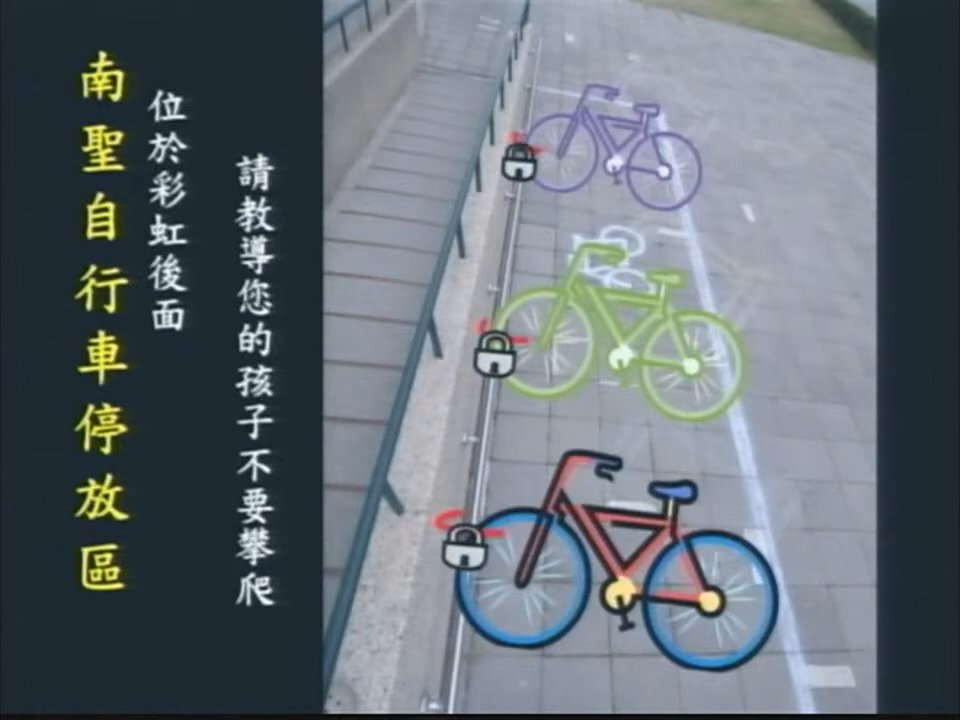 南聖自行車停放區
位於彩虹後面
請教導您的孩子不要攀爬